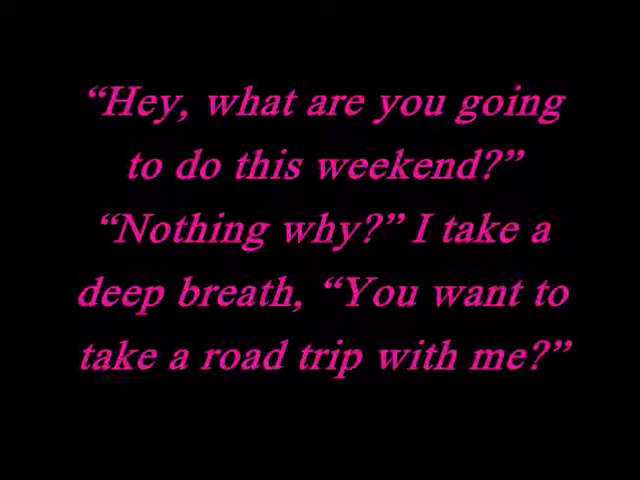 “Hey, what are you going
to do this weekend?”
“Nothing why?” I take a
deep breath, “You want to
take a road trip with me?”